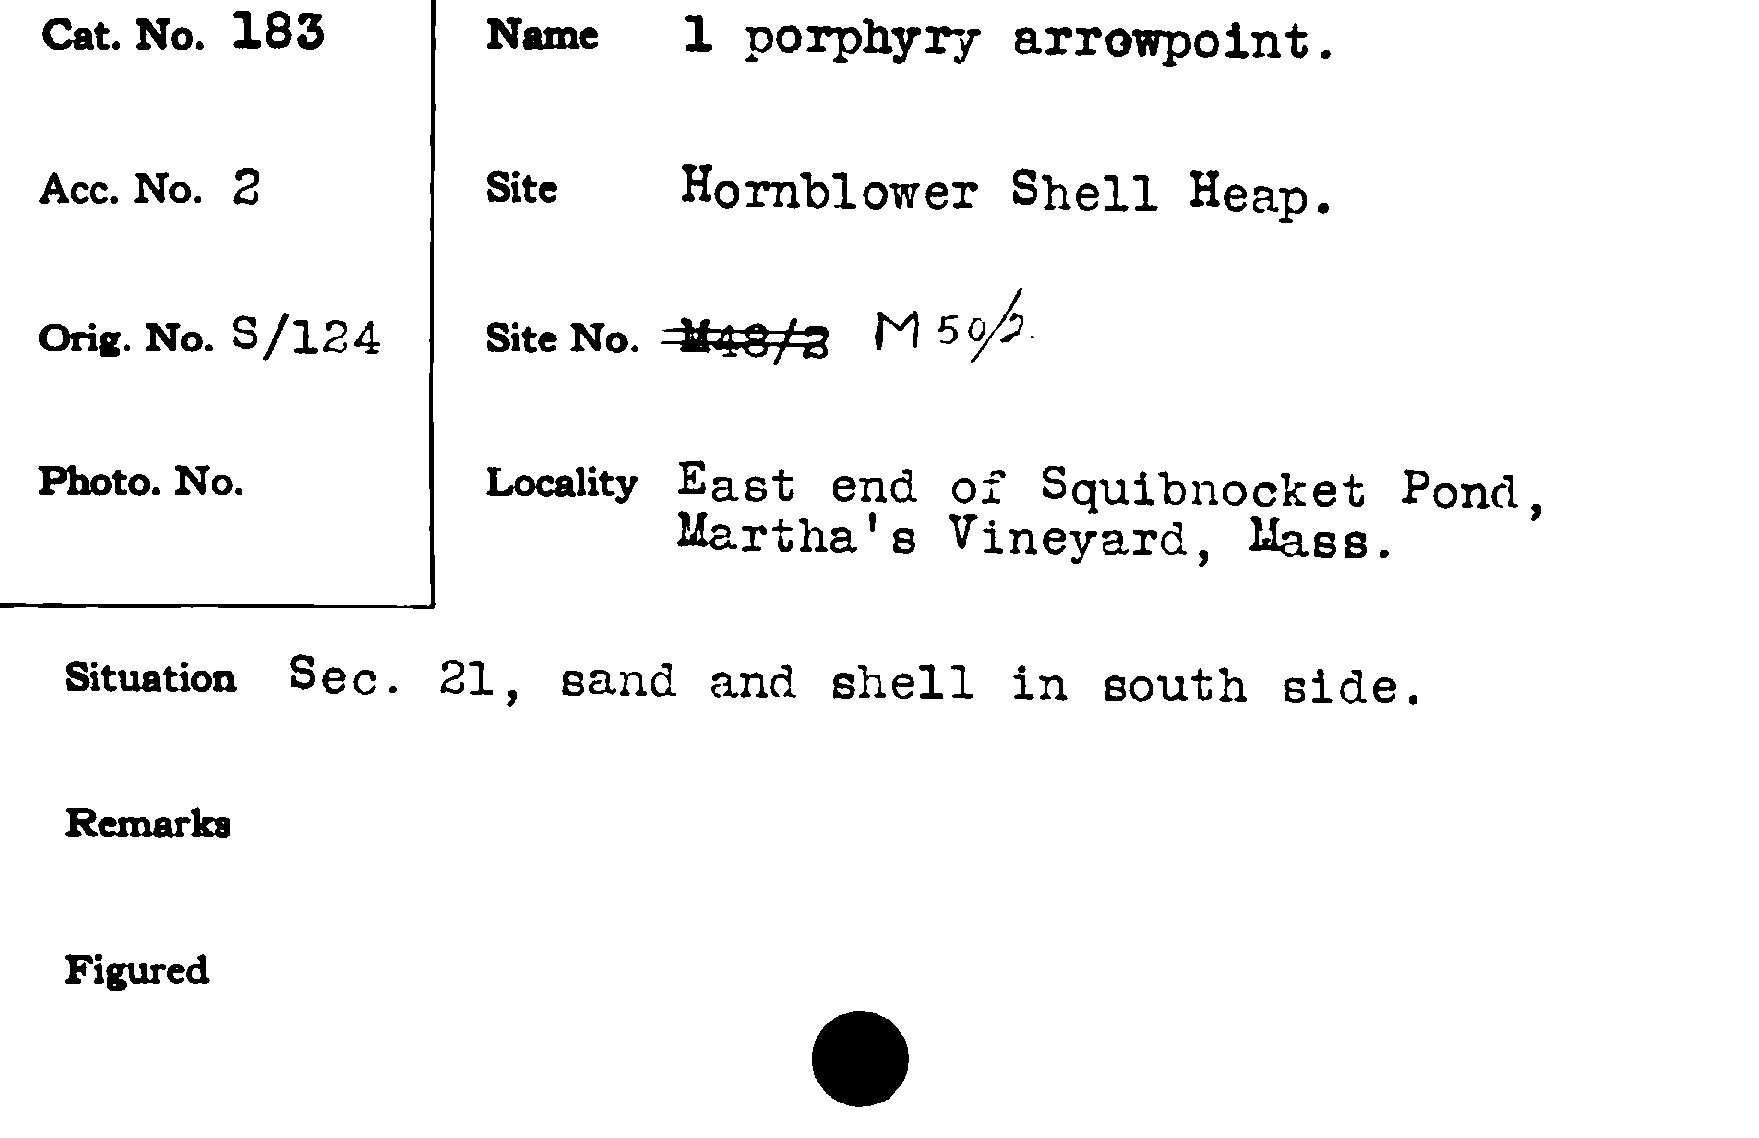 Cat. No. 183
Name 1 porphyry arrowpoint.
Acc. No. 2
Site Hornblower Shell Heap.
Orig. No. S/124
Site No. M48/2 M 50/2
Photo. No.
Locality East end of Squibnocket Pond,
Martha's Vineyard, Mass.
Situation Sec. 21, sand and shell in south side.
Remarks
Figured